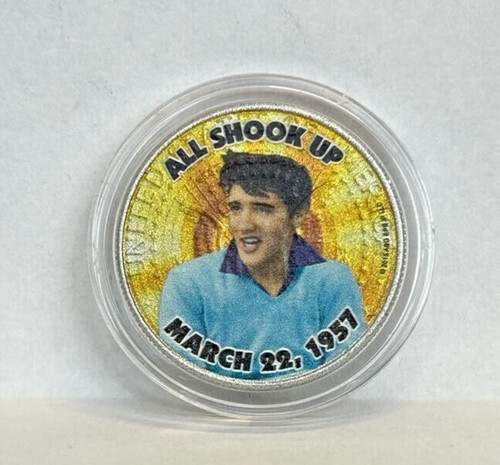 ALL SHOOK UP
MARCH 22, 1957